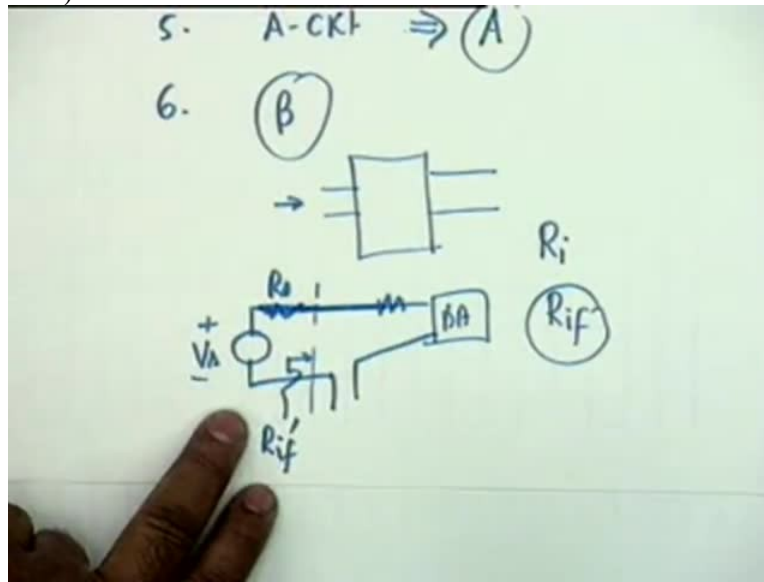 5. A-CKt ⇒ A
6. β
Ri
Rs
BA
Rif
+
Vs
-
Rif'